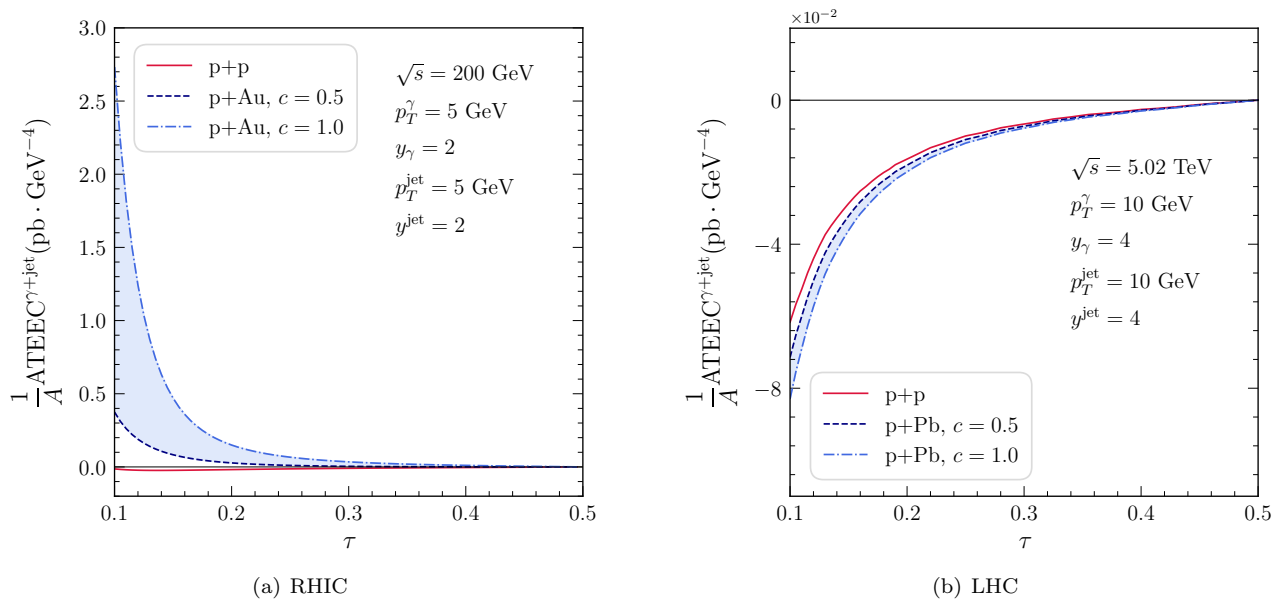 3.0
2.5
2.0
1.5
1.0
0.5
0.0
0.1 0.2 0.3 0.4 0.5
τ
1/A ATEEC^{γ+jet}(pb · GeV^{−4})
p+p
p+Au, c = 0.5
p+Au, c = 1.0
√s = 200 GeV
p_T^γ = 5 GeV
y_γ = 2
p_T^jet = 5 GeV
y^jet = 2
(a) RHIC
×10^{−2}
0
−4
−8
0.1 0.2 0.3 0.4 0.5
τ
1/A ATEEC^{γ+jet}(pb · GeV^{−4})
√s = 5.02 TeV
p_T^γ = 10 GeV
y_γ = 4
p_T^jet = 10 GeV
y^jet = 4
p+p
p+Pb, c = 0.5
p+Pb, c = 1.0
(b) LHC